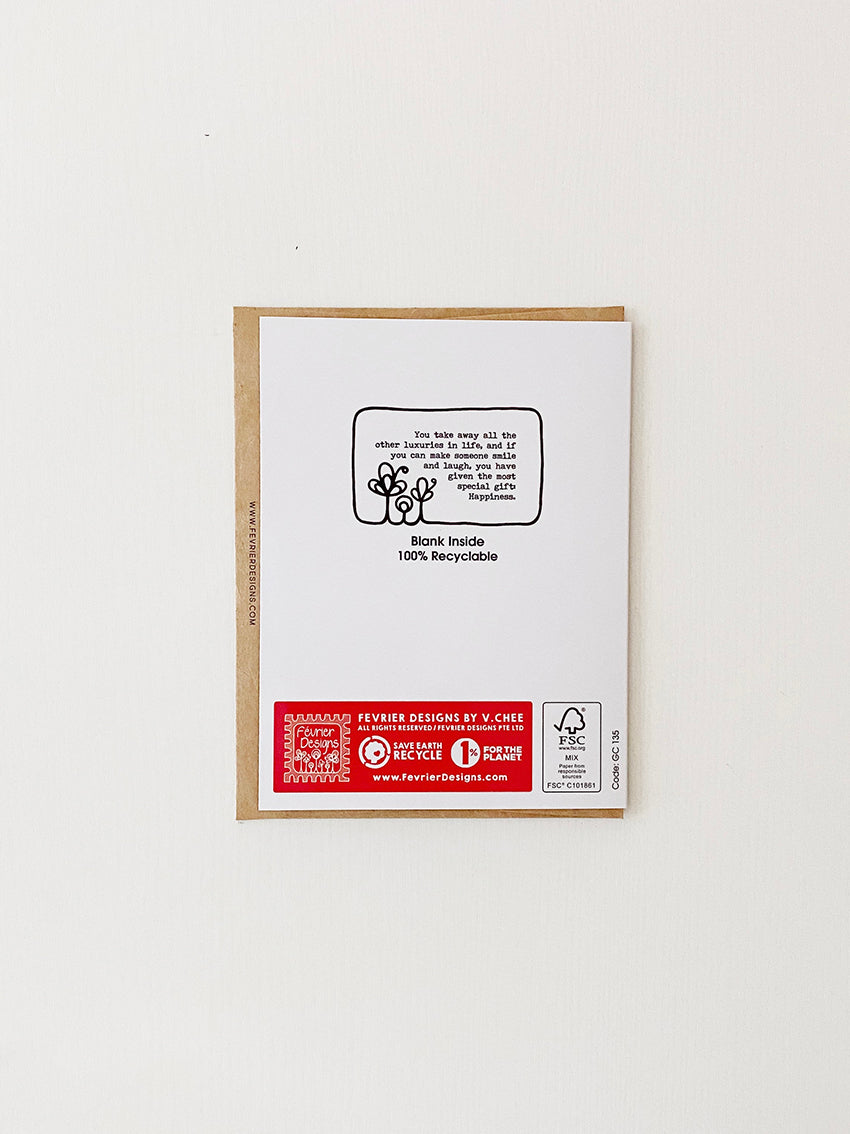 You take away all the
other luxuries in life, and if
you can make someone smile
and laugh, you have
given the most
special gift:
Happiness.
Blank Inside
100% Recyclable
WWW.FEVRIERDESIGNS.COM
Février
Designs
FEVRIER DESIGNS BY V.CHEE
ALL RIGHTS RESERVED / FEVRIER DESIGNS PTE LTD
SAVE EARTH
RECYCLE
1%
FOR THE
PLANET
www.FevrierDesigns.com
®
FSC
www.fsc.org
MIX
Paper from
responsible
sources
FSC® C101861
Code: GC 135